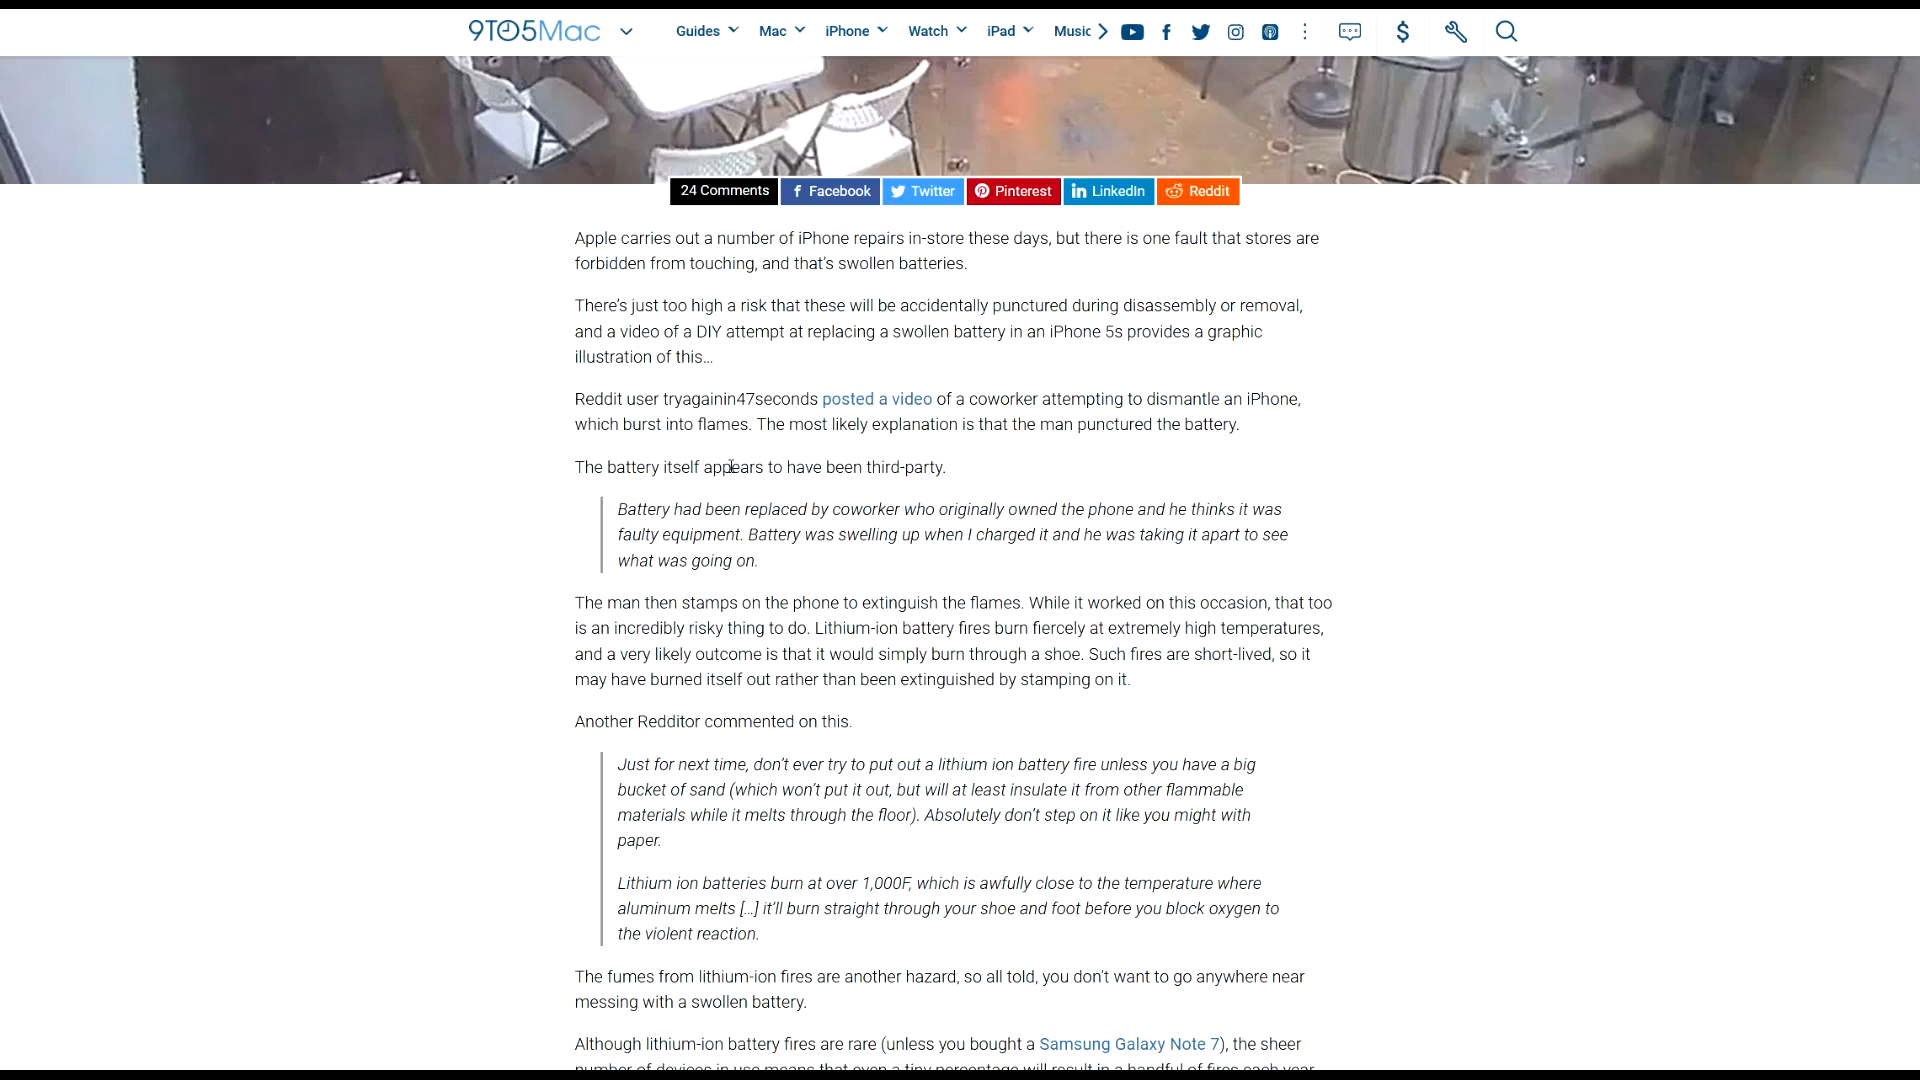 9TO5Mac Guides Mac iPhone Watch iPad Music
24 Comments Facebook Twitter Pinterest LinkedIn Reddit
Apple carries out a number of iPhone repairs in-store these days, but there is one fault that stores are
forbidden from touching, and that's swollen batteries.
There's just too high a risk that these will be accidentally punctured during disassembly or removal,
and a video of a DIY attempt at replacing a swollen battery in an iPhone 5s provides a graphic
illustration of this...
Reddit user tryagainin47seconds posted a video of a coworker attempting to dismantle an iPhone,
which burst into flames. The most likely explanation is that the man punctured the battery.
The battery itself appears to have been third-party.
Battery had been replaced by coworker who originally owned the phone and he thinks it was
faulty equipment. Battery was swelling up when I charged it and he was taking it apart to see
what was going on.
The man then stamps on the phone to extinguish the flames. While it worked on this occasion, that too
is an incredibly risky thing to do. Lithium-ion battery fires burn fiercely at extremely high temperatures,
and a very likely outcome is that it would simply burn through a shoe. Such fires are short-lived, so it
may have burned itself out rather than been extinguished by stamping on it.
Another Redditor commented on this.
Just for next time, don't ever try to put out a lithium ion battery fire unless you have a big
bucket of sand (which won't put it out, but will at least insulate it from other flammable
materials while it melts through the floor). Absolutely don't step on it like you might with
paper.
Lithium ion batteries burn at over 1,000F, which is awfully close to the temperature where
aluminum melts [...] it'll burn straight through your shoe and foot before you block oxygen to
the violent reaction.
The fumes from lithium-ion fires are another hazard, so all told, you don't want to go anywhere near
messing with a swollen battery.
Although lithium-ion battery fires are rare (unless you bought a Samsung Galaxy Note 7), the sheer
number of devices in use means that even a tiny percentage will result in a handful of fires each year